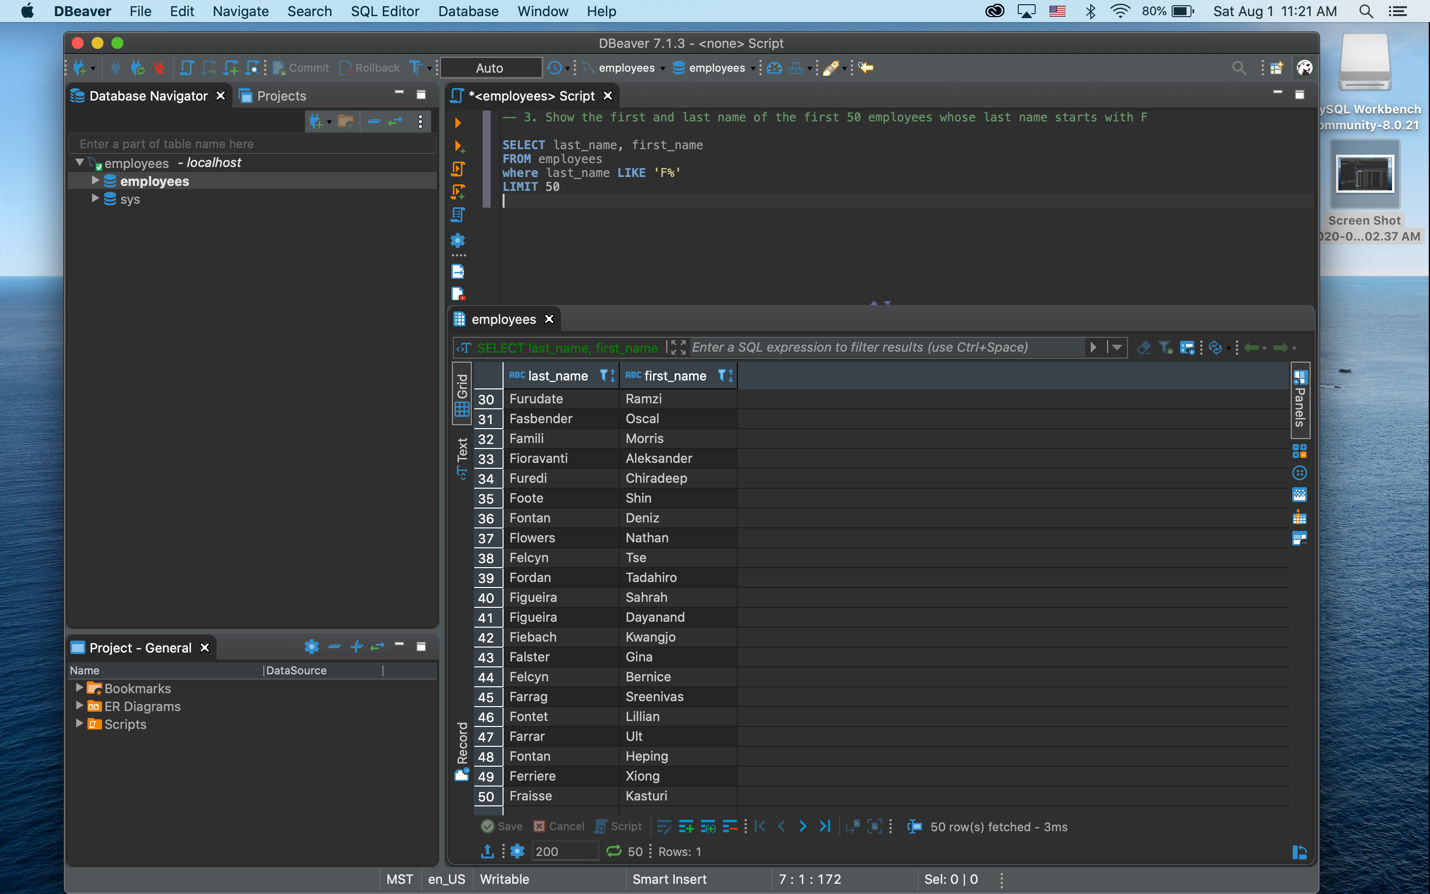 DBeaver File Edit Navigate Search SQL Editor Database Window Help 80% Sat Aug 1 11:21 AM
DBeaver 7.1.3 - <none> Script
Commit Rollback Auto employees employees
Database Navigator Projects
Enter a part of table name here
employees - localhost
employees
sys
*<employees> Script
-- 3. Show the first and last name of the first 50 employees whose last name starts with F
SELECT last_name, first_name
FROM employees
where last_name LIKE 'F%'
LIMIT 50
ySQL Workbench
ommunity-8.0.21
Screen Shot
020-0...02.37 AM
employees
SELECT last_name, first_name Enter a SQL expression to filter results (use Ctrl+Space)
Grid
Text
Record
Panels
ABC last_name ABC first_name
30 Furudate Ramzi
31 Fasbender Oscal
32 Famili Morris
33 Fioravanti Aleksander
34 Furedi Chiradeep
35 Foote Shin
36 Fontan Deniz
37 Flowers Nathan
38 Felcyn Tse
39 Fordan Tadahiro
40 Figueira Sahrah
41 Figueira Dayanand
42 Fiebach Kwangjo
43 Falster Gina
44 Felcyn Bernice
45 Farrag Sreenivas
46 Fontet Lillian
47 Farrar Ult
48 Fontan Heping
49 Ferriere Xiong
50 Fraisse Kasturi
Save Cancel Script 50 row(s) fetched - 3ms
200 50 Rows: 1
Project - General
Name DataSource
Bookmarks
ER Diagrams
Scripts
MST en_US Writable Smart Insert 7 : 1 : 172 Sel: 0 | 0